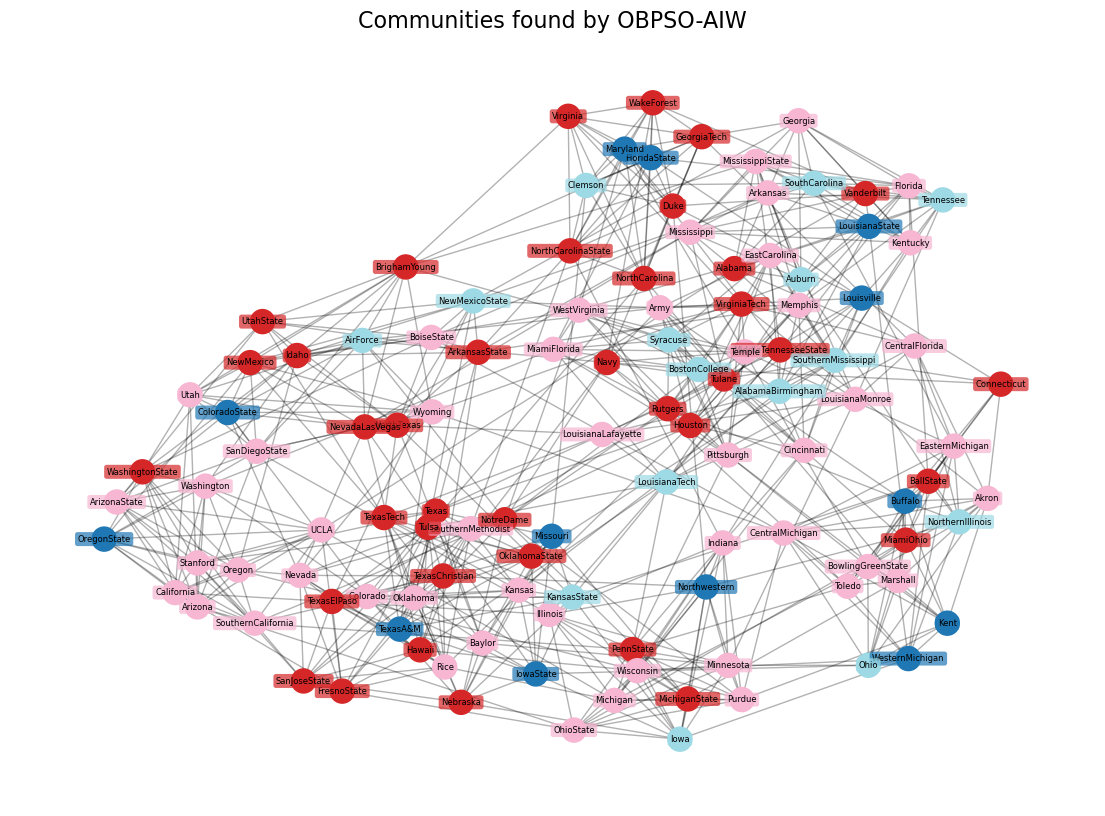 Communities found by OBPSO-AIW
WakeForest
Virginia
Georgia
GeorgiaTech
Maryland
FloridaState
MississippiState
Clemson
SouthCarolina
Florida
Arkansas
Vanderbilt
Tennessee
Duke
LouisianaState
Mississippi
Kentucky
NorthCarolinaState
EastCarolina
BrighamYoung
Alabama
NorthCarolina
Auburn
NewMexicoState
Louisville
VirginiaTech
Memphis
Army
WestVirginia
UtahState
BoiseState
AirForce
Syracuse
CentralFlorida
MiamiFlorida
ArkansasState
Temple
TennesseeState
Idaho
SouthernMississippi
NewMexico
Navy
BostonCollege
Tulane
Connecticut
AlabamaBirmingham
Utah
LouisianaMonroe
Rutgers
ColoradoState
Wyoming
Houston
NevadaLasVegas
LouisianaLafayette
EasternMichigan
SanDiegoState
Cincinnati
Pittsburgh
WashingtonState
BallState
LouisianaTech
Washington
Akron
ArizonaState
Buffalo
Texas
TexasTech
NotreDame
NorthernIllinois
Tulsa
SouthernMethodist
UCLA
CentralMichigan
Missouri
OregonState
MiamiOhio
Indiana
OklahomaState
Stanford
BowlingGreenState
Oregon
Nevada
TexasChristian
Marshall
Toledo
Northwestern
Kansas
California
Colorado
KansasState
Oklahoma
TexasElPaso
Arizona
Illinois
SouthernCalifornia
Kent
TexasA&M
Baylor
Hawaii
PennState
WesternMichigan
Minnesota
Ohio
Rice
Wisconsin
IowaState
SanJoseState
FresnoState
MichiganState
Purdue
Michigan
Nebraska
OhioState
Iowa